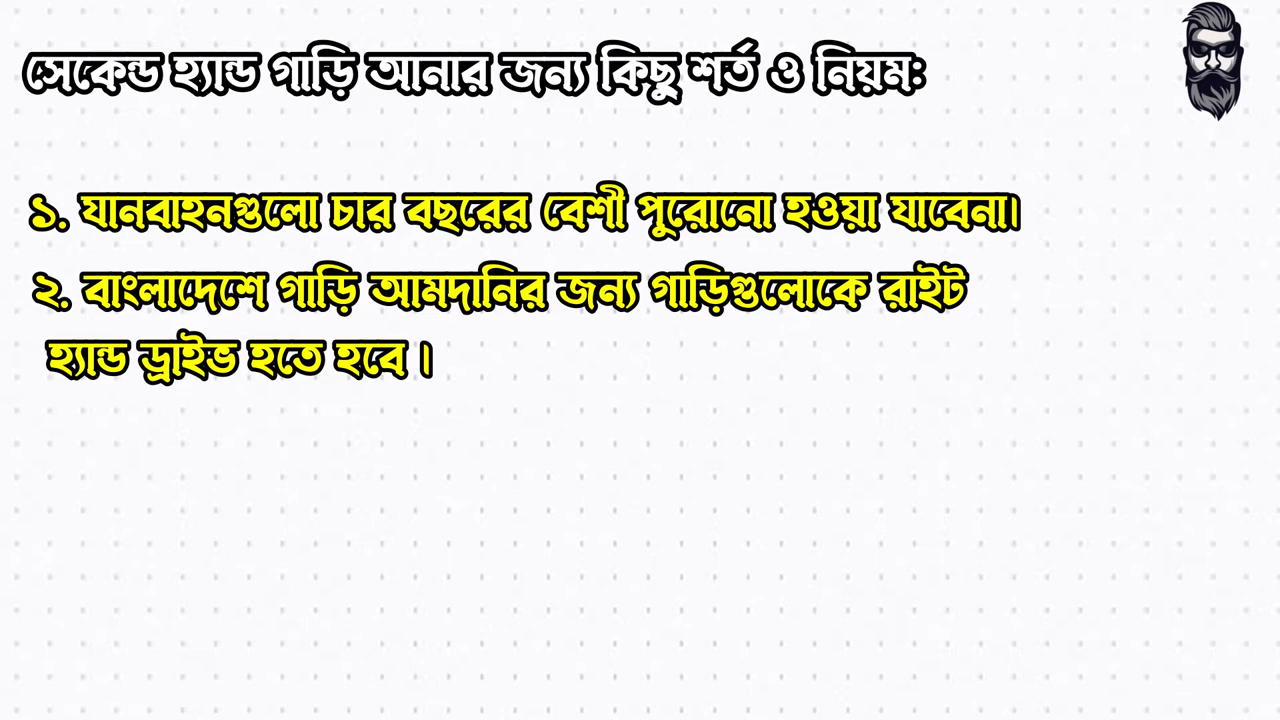 সেকেন্ড হ্যান্ড গাড়ি আনার জন্য কিছু শর্ত ও নিয়ম:
১. যানবাহনগুলো চার বছরের বেশী পুরোনো হওয়া যাবেনা।
২. বাংলাদেশে গাড়ি আমদানির জন্য গাড়িগুলোকে রাইট
হ্যান্ড ড্রাইভ হতে হবে।